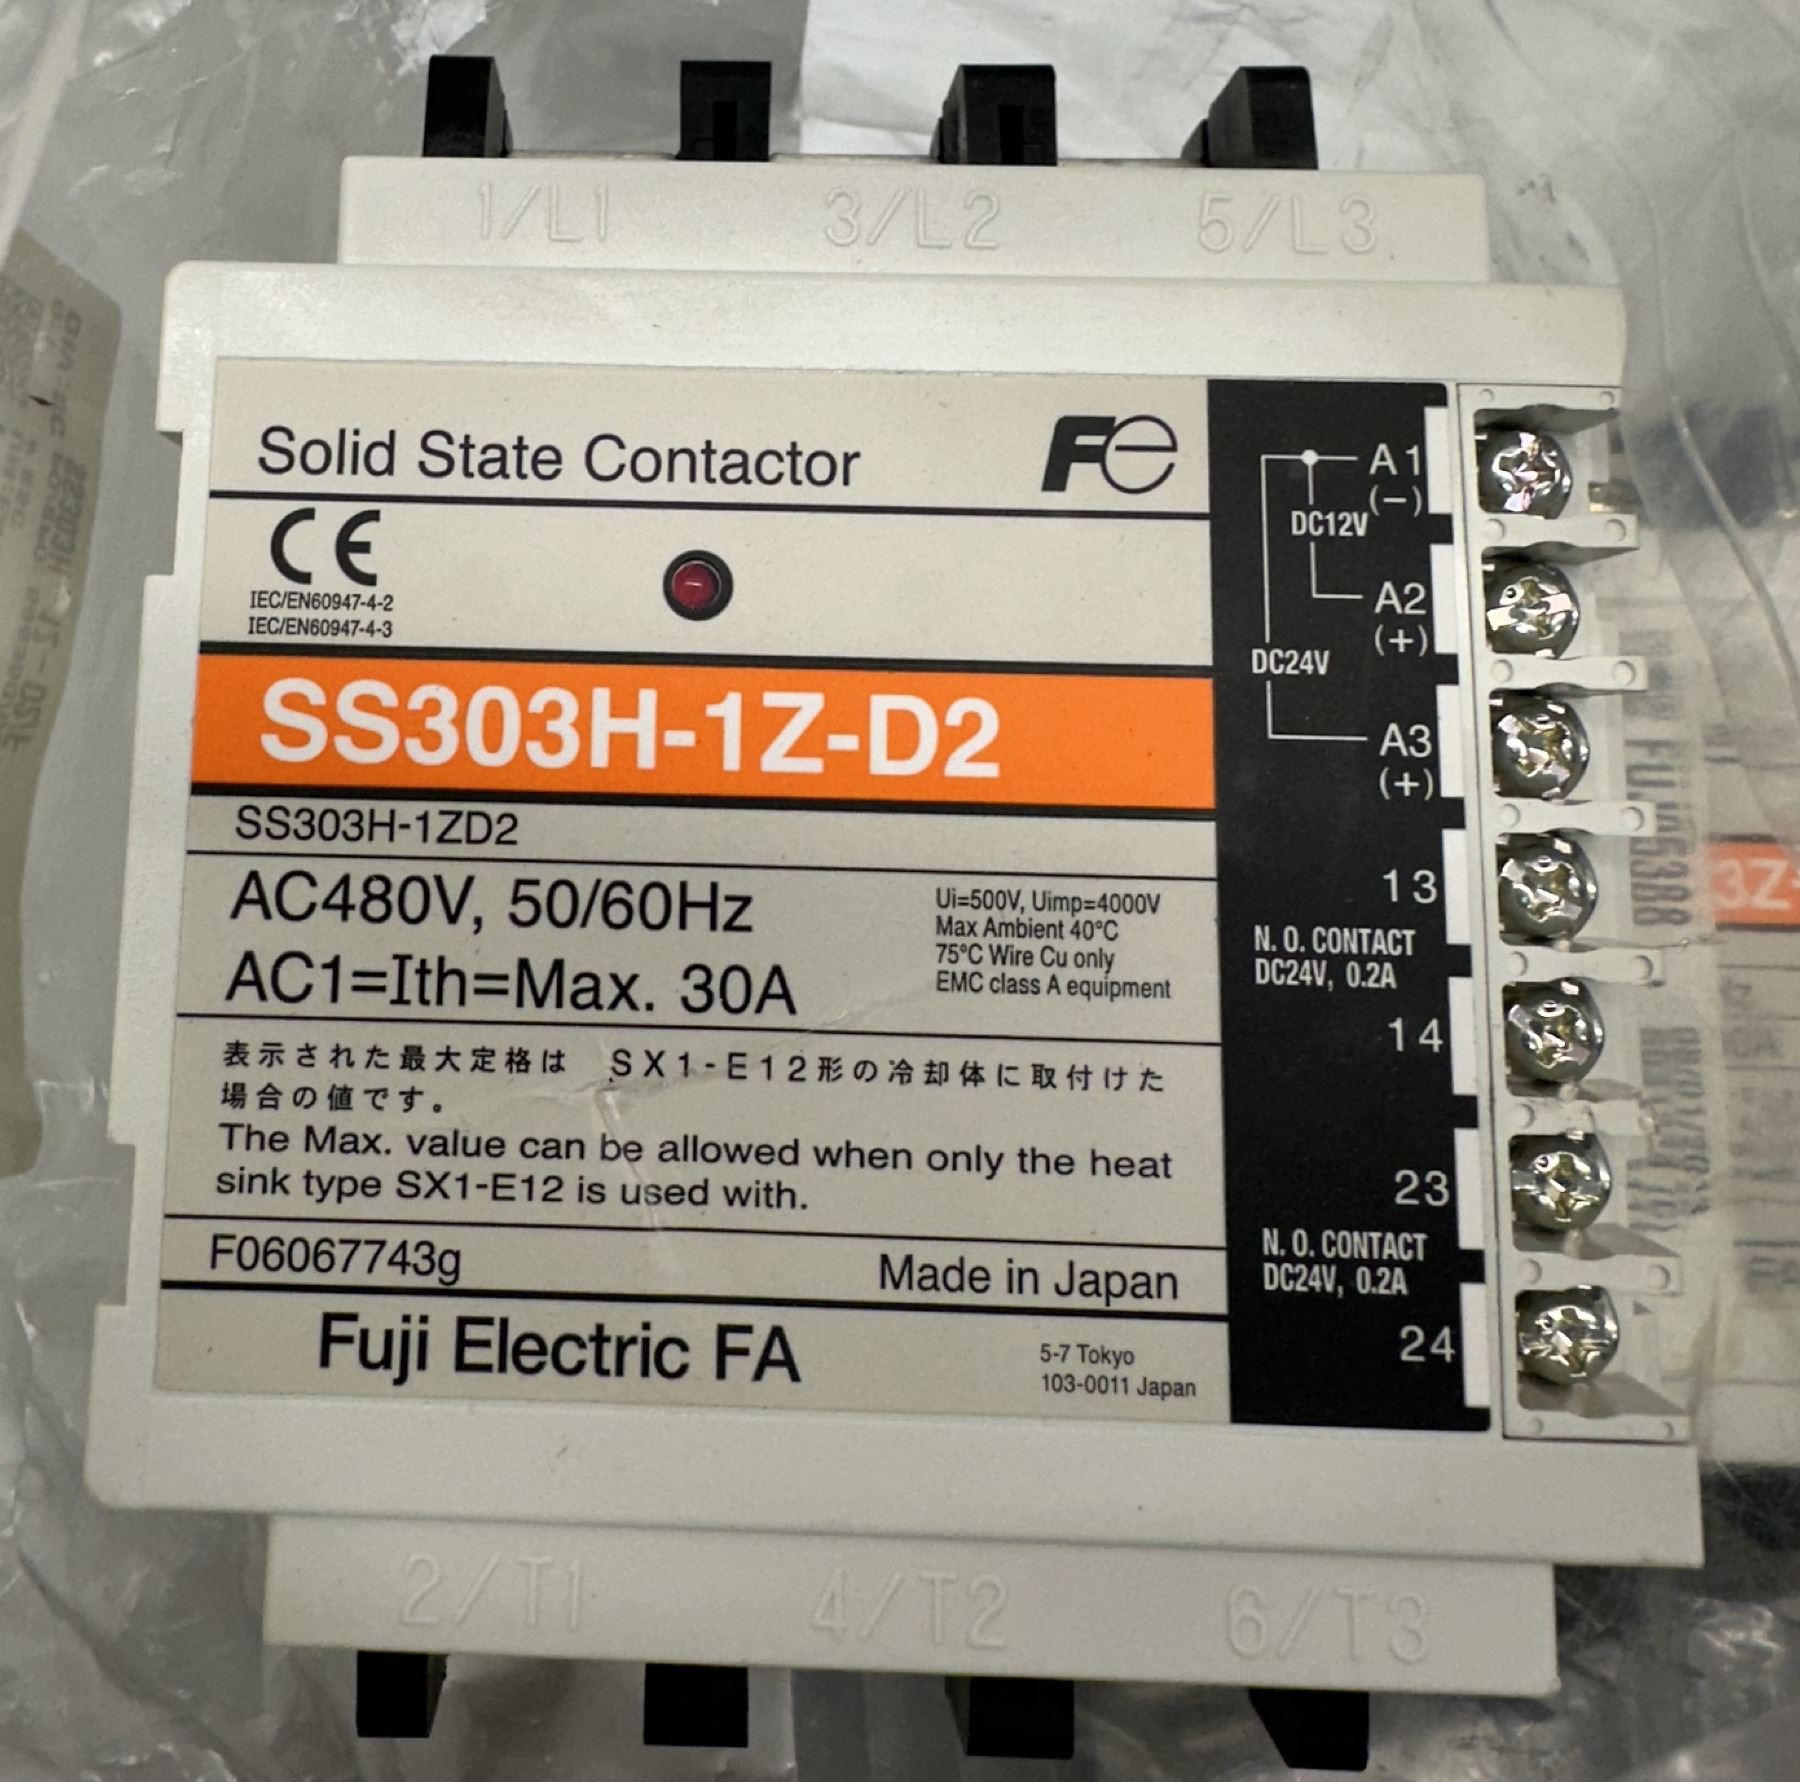 1/L1 3/L2 5/L3
Solid State Contactor Fe
CE
IEC/EN60947-4-2
IEC/EN60947-4-3
SS303H-1Z-D2
SS303H-1ZD2
AC480V, 50/60Hz
AC1=Ith=Max. 30A
Ui=500V, Uimp=4000V
Max Ambient 40°C
75°C Wire Cu only
EMC class A equipment
表示された最大定格は SX1-E12形の冷却体に取付けた
場合の値です。
The Max. value can be allowed when only the heat
sink type SX1-E12 is used with.
F06067743g Made in Japan
Fuji Electric FA
5-7 Tokyo
103-0011 Japan
A1
(−)
DC12V
A2
(+)
DC24V
A3
(+)
13
N. O. CONTACT
DC24V, 0.2A
14
23
N. O. CONTACT
DC24V, 0.2A
24
2/T1 4/T2 6/T3
3Z-